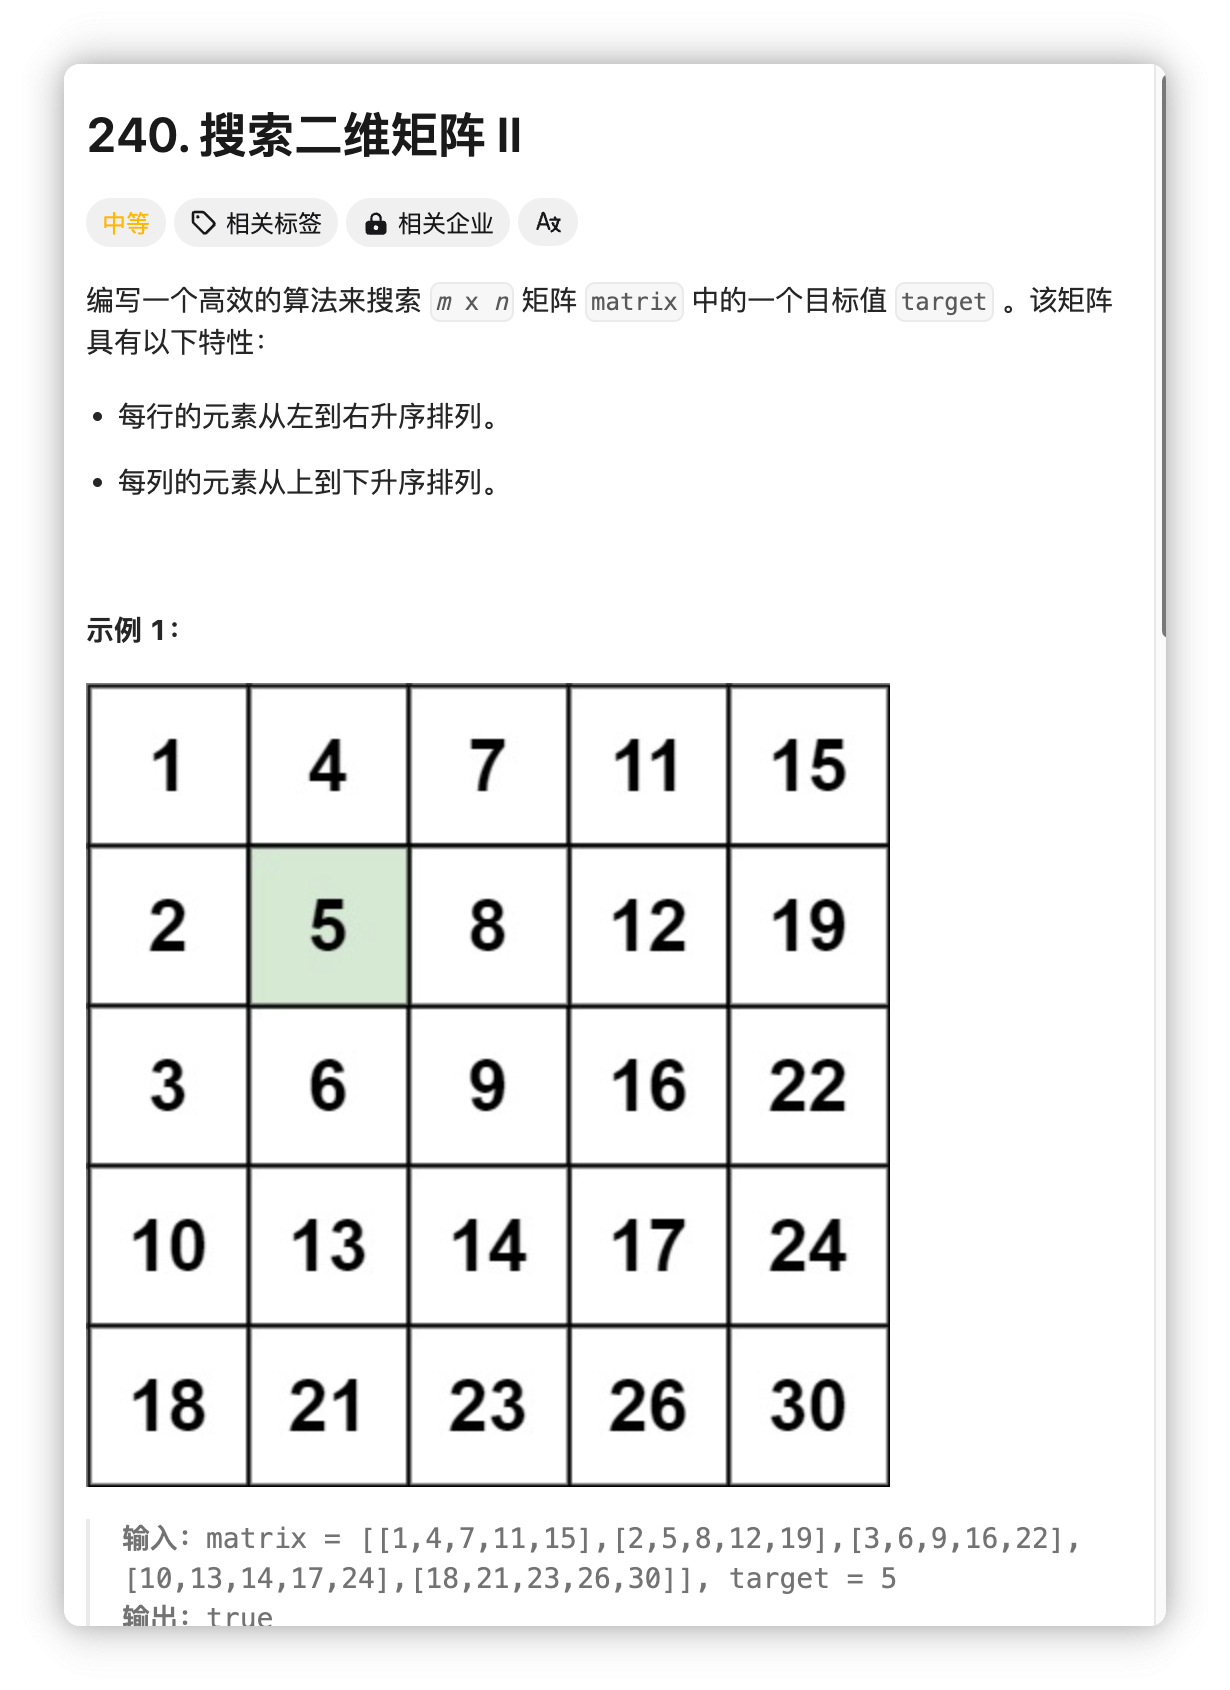 240. 搜索二维矩阵 II
中等 相关标签 相关企业 A文
编写一个高效的算法来搜索 m x n 矩阵 matrix 中的一个目标值 target 。该矩阵
具有以下特性：
• 每行的元素从左到右升序排列。
• 每列的元素从上到下升序排列。
示例 1：
1 4 7 11 15
2 5 8 12 19
3 6 9 16 22
10 13 14 17 24
18 21 23 26 30
输入：matrix = [[1,4,7,11,15],[2,5,8,12,19],[3,6,9,16,22],
[10,13,14,17,24],[18,21,23,26,30]], target = 5
输出：true